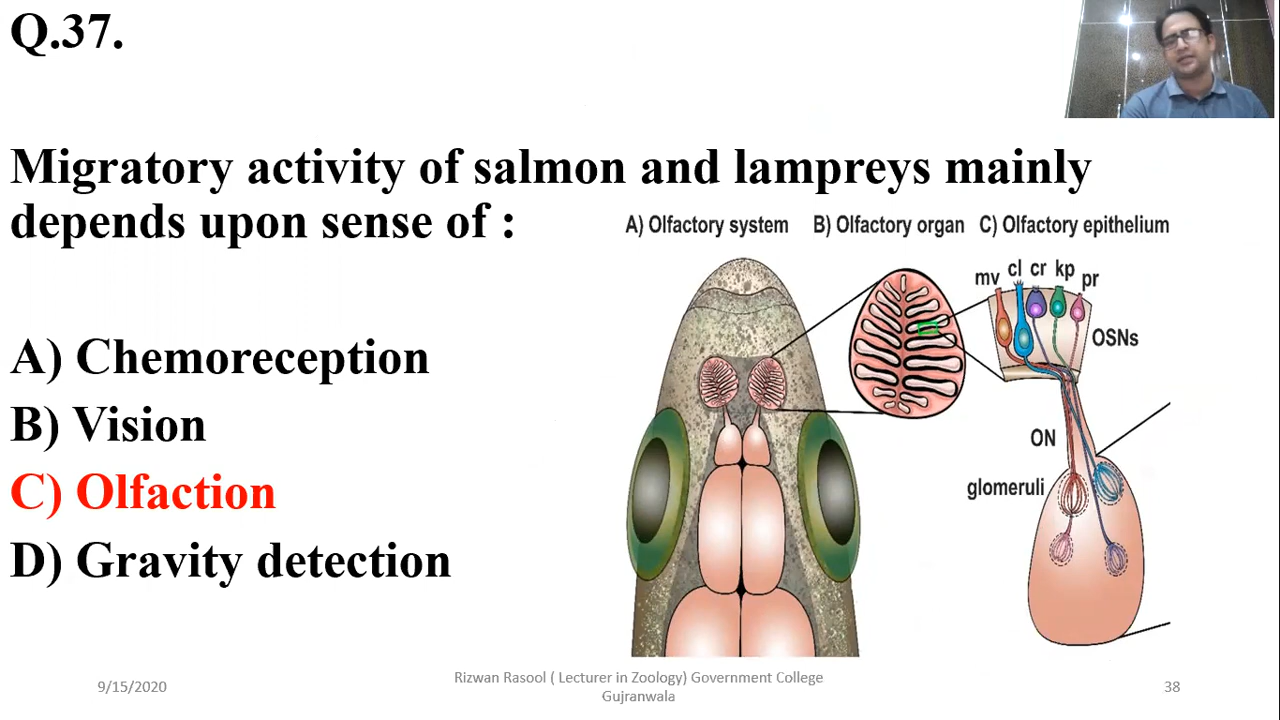 Q.37.
Migratory activity of salmon and lampreys mainly
depends upon sense of :
A) Olfactory system B) Olfactory organ C) Olfactory epithelium
mv cl cr kp pr
OSNs
ON
glomeruli
A) Chemoreception
B) Vision
C) Olfaction
D) Gravity detection
9/15/2020
Rizwan Rasool ( Lecturer in Zoology) Government College
Gujranwala
38